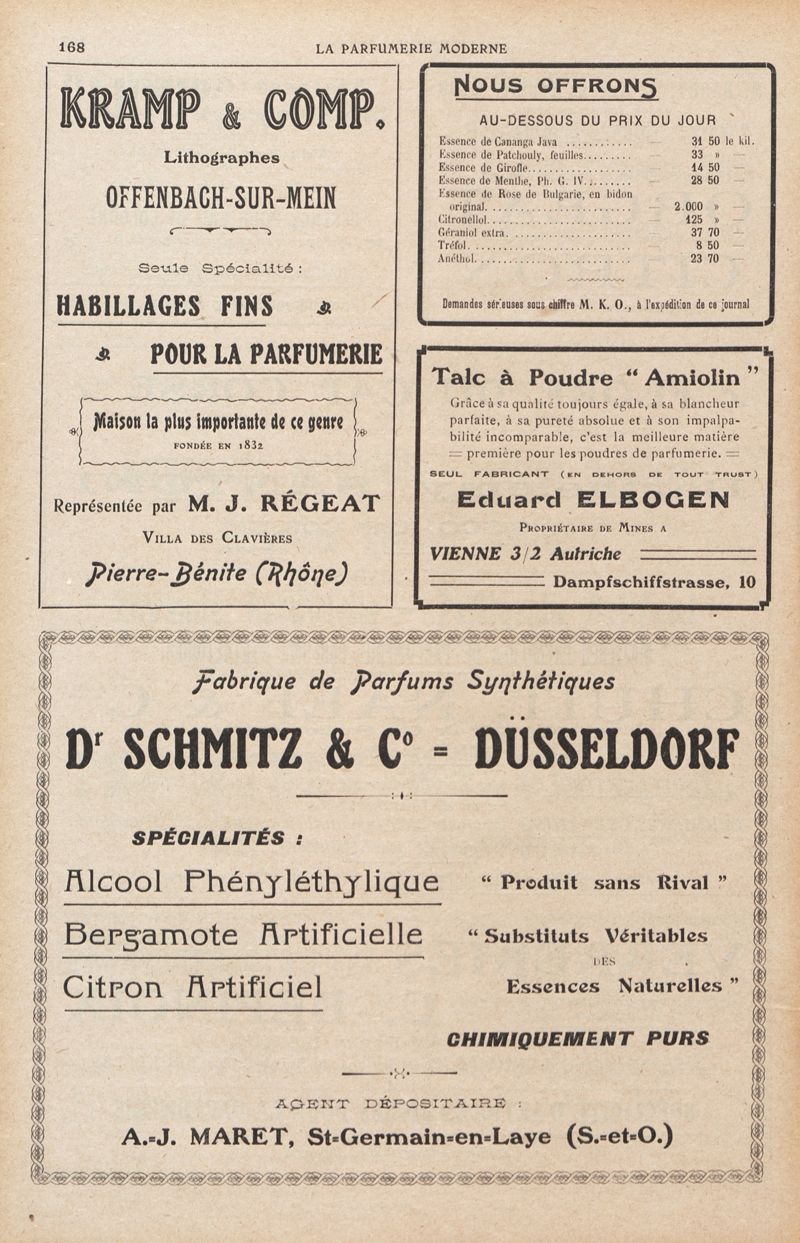 168
LA PARFUMERIE MODERNE
KRAMP & COMP.
Lithographes
OFFENBACH-SUR-MEIN
Seule Spécialité :
HABILLAGES FINS
POUR LA PARFUMERIE
Maison la plus importante de ce genre
FONDÉE EN 1832
Représentée par M. J. RÉGEAT
VILLA DES CLAVIÈRES
Pierre-Bénite (Rhône)
NOUS OFFRONS
AU-DESSOUS DU PRIX DU JOUR
Essence de Cananga Java ............ — 31 50 le kil.
Essence de Patchouly, feuilles......... — 33 » —
Essence de Girofle..................... — 14 50 —
Essence de Menthe, Ph. G. IV.......... — 28 50 —
Essence de Rose de Bulgarie, en bidon
original............................ — 2.000 » —
Citronellol............................ — 125 » —
Géraniol extra........................ — 37 70 —
Tréfol................................ — 8 50 —
Anéthol............................... 23 70 —
Demandes sérieuses sous chiffre M. K. O., à l'expédition de ce journal
Talc à Poudre “ Amiolin ”
Grâce à sa qualité toujours égale, à sa blancheur
parfaite, à sa pureté absolue et à son impalpa-
bilité incomparable, c'est la meilleure matière
première pour les poudres de parfumerie.
SEUL FABRICANT (EN DEHORS DE TOUT TRUST)
Eduard ELBOGEN
PROPRIÉTAIRE DE MINES A
VIENNE 3/2 Autriche
Dampfschiffstrasse, 10
Fabrique de Parfums Synthétiques
Dr SCHMITZ & Co = DÜSSELDORF
SPÉCIALITÉS :
Alcool Phényléthylique “ Produit sans Rival ”
Bergamote Artificielle “ Substituts Véritables
DES
Citron Artificiel Essences Naturelles ”
CHIMIQUEMENT PURS
AGENT DÉPOSITAIRE :
A.=J. MARET, St=Germain=en=Laye (S.=et=O.)